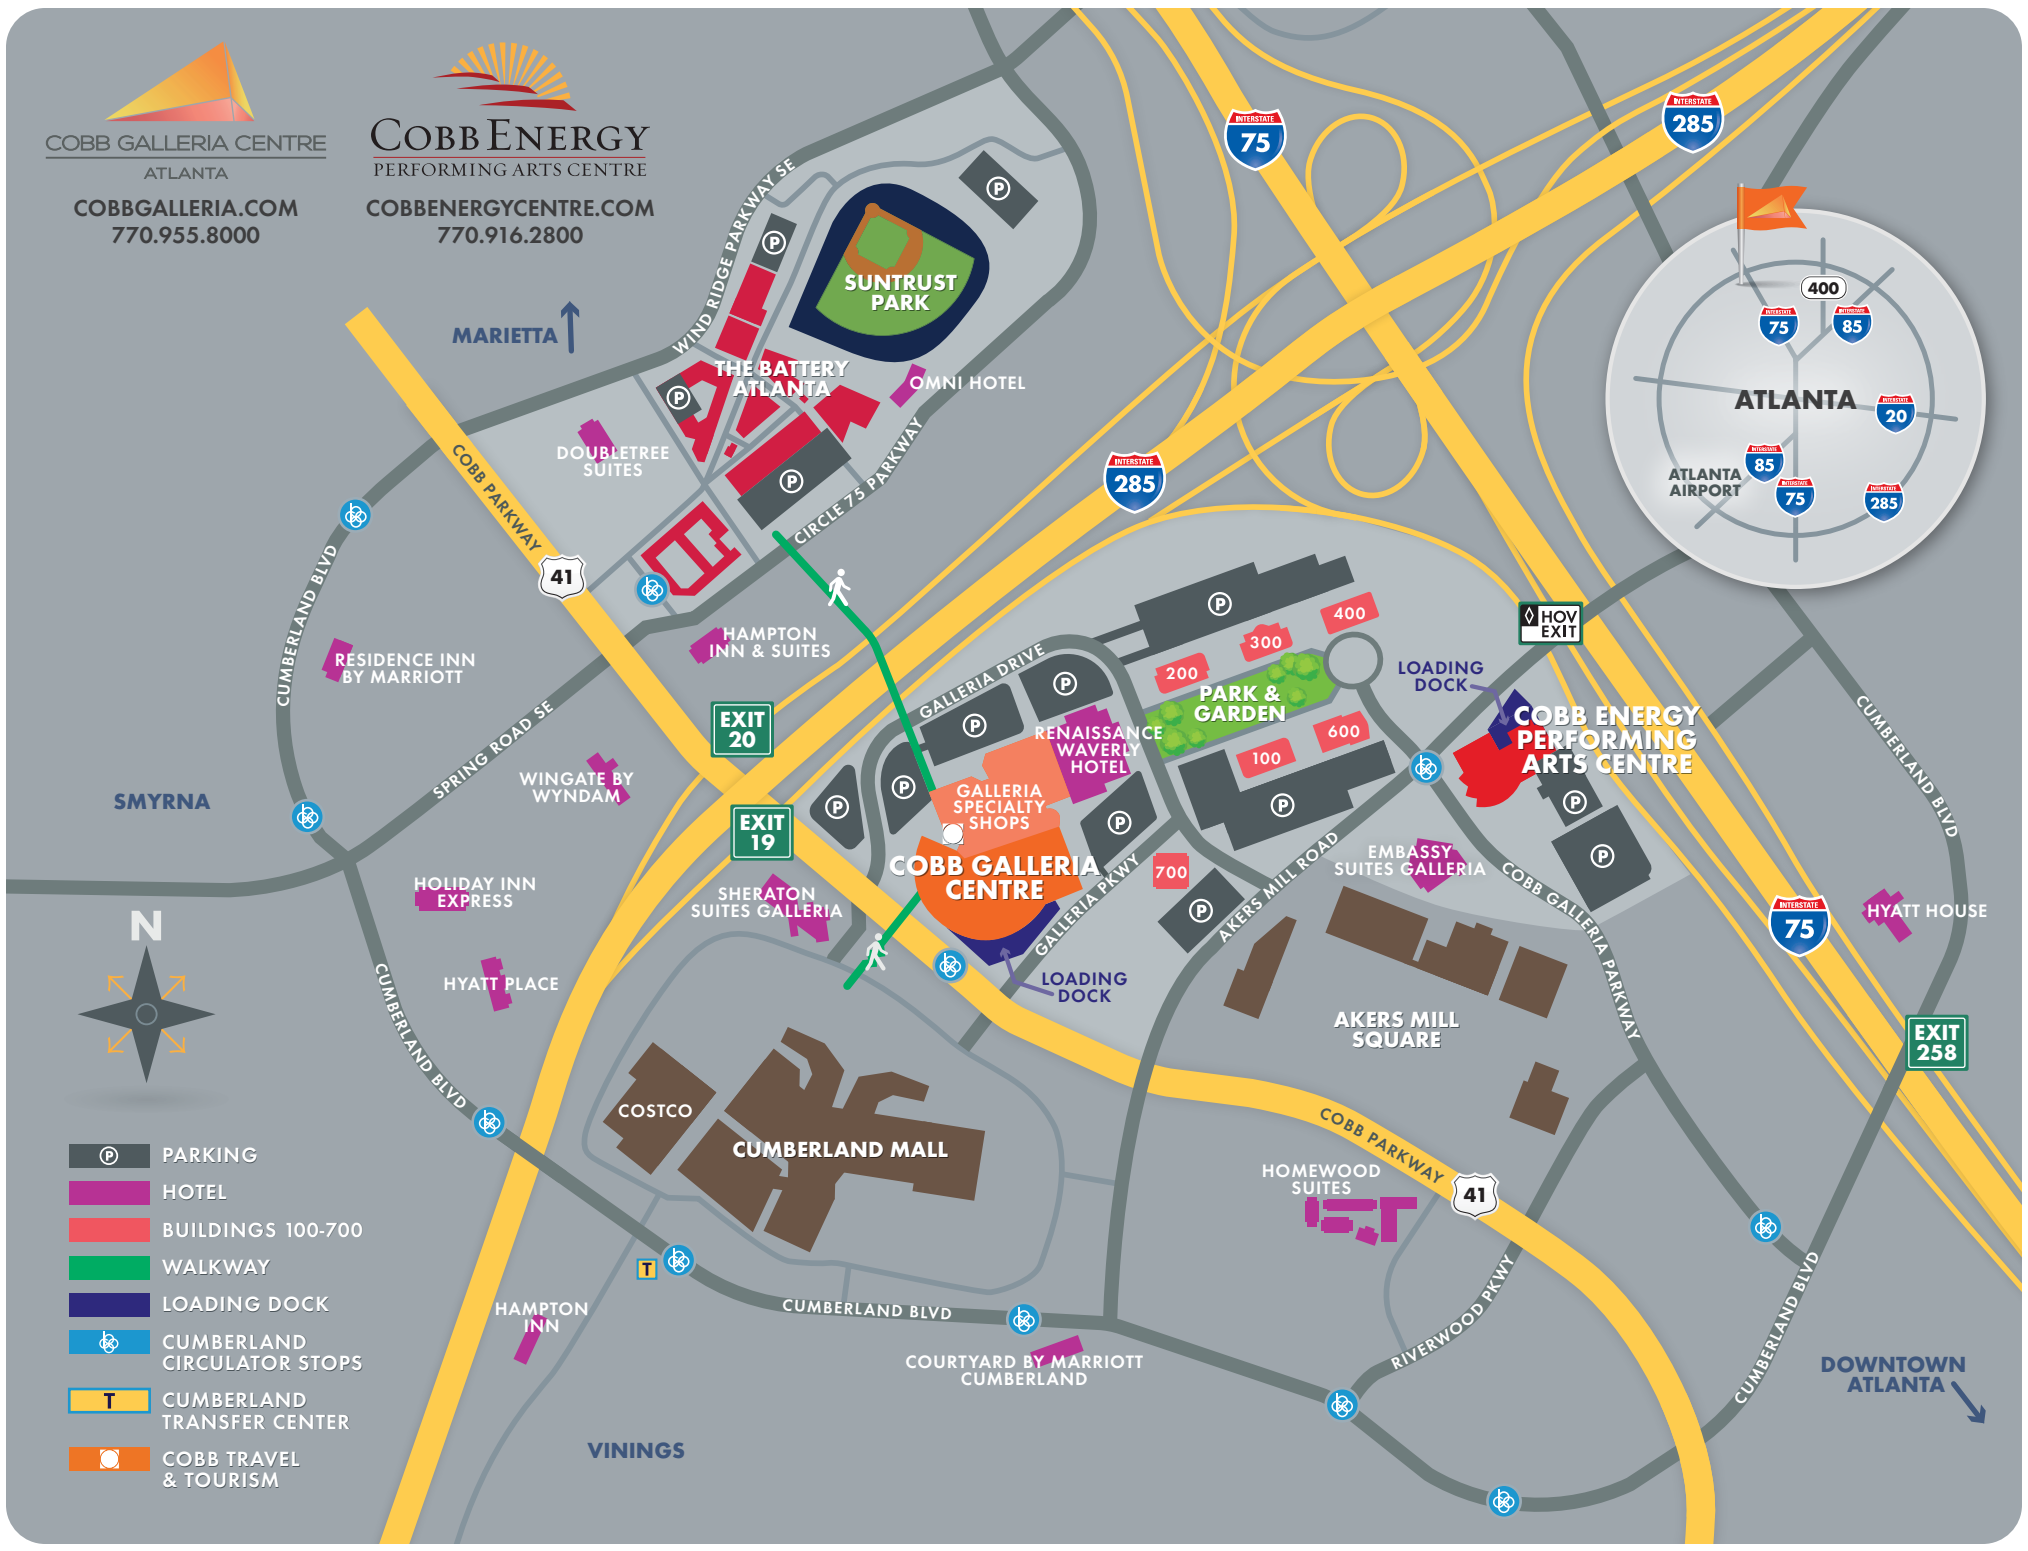 COBB GALLERIA CENTRE
ATLANTA
COBBGALLERIA.COM
770.955.8000
COBB ENERGY
PERFORMING ARTS CENTRE
COBBENERGYCENTRE.COM
770.916.2800
INTERSTATE
75
INTERSTATE
285
WIND RIDGE PARKWAY SE
P
P
SUNTRUST
PARK
MARIETTA
THE BATTERY
ATLANTA
P
OMNI HOTEL
DOUBLETREE
SUITES
P
CIRCLE 75 PARKWAY
COBB PARKWAY
41
INTERSTATE
285
400
INTERSTATE
75
INTERSTATE
85
ATLANTA
INTERSTATE
20
INTERSTATE
85
ATLANTA
AIRPORT
INTERSTATE
75
INTERSTATE
285
CUMBERLAND BLVD
RESIDENCE INN
BY MARRIOTT
HAMPTON
INN & SUITES
SPRING ROAD SE
EXIT
20
WINGATE BY
WYNDAM
SMYRNA
EXIT
19
P
400
300
200
PARK &
GARDEN
600
100
P
HOV
EXIT
LOADING
DOCK
COBB ENERGY
PERFORMING
ARTS CENTRE
P
P
CUMBERLAND BLVD
GALLERIA DRIVE
P
P
P
P
RENAISSANCE
WAVERLY
HOTEL
GALLERIA
SPECIALTY
SHOPS
P
COBB GALLERIA
CENTRE
GALLERIA PKWY
700
P
AKERS MILL ROAD
EMBASSY
SUITES GALLERIA
COBB GALLERIA PARKWAY
INTERSTATE
75
HYATT HOUSE
HOLIDAY INN
EXPRESS
SHERATON
SUITES GALLERIA
N
HYATT PLACE
LOADING
DOCK
AKERS MILL
SQUARE
EXIT
258
CUMBERLAND BLVD
COSTCO
CUMBERLAND MALL
COBB PARKWAY
41
HOMEWOOD
SUITES
T
HAMPTON
INN
CUMBERLAND BLVD
COURTYARD BY MARRIOTT
CUMBERLAND
RIVERWOOD PKWY
CUMBERLAND BLVD
DOWNTOWN
ATLANTA
VININGS
P
PARKING
HOTEL
BUILDINGS 100-700
WALKWAY
LOADING DOCK
CUMBERLAND
CIRCULATOR STOPS
T
CUMBERLAND
TRANSFER CENTER
COBB TRAVEL
& TOURISM